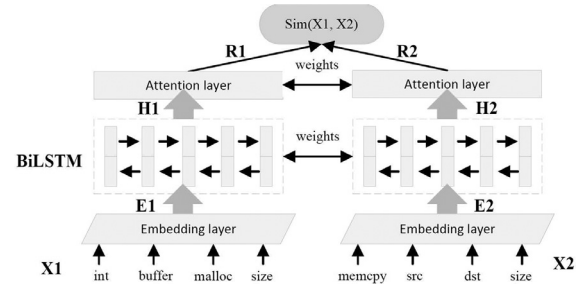 Sim(X1, X2)
R1
R2
weights
Attention layer
Attention layer
H1
H2
BiLSTM
weights
E1
E2
Embedding layer
Embedding layer
X1
int
buffer
malloc
size
memcpy
src
dst
size
X2